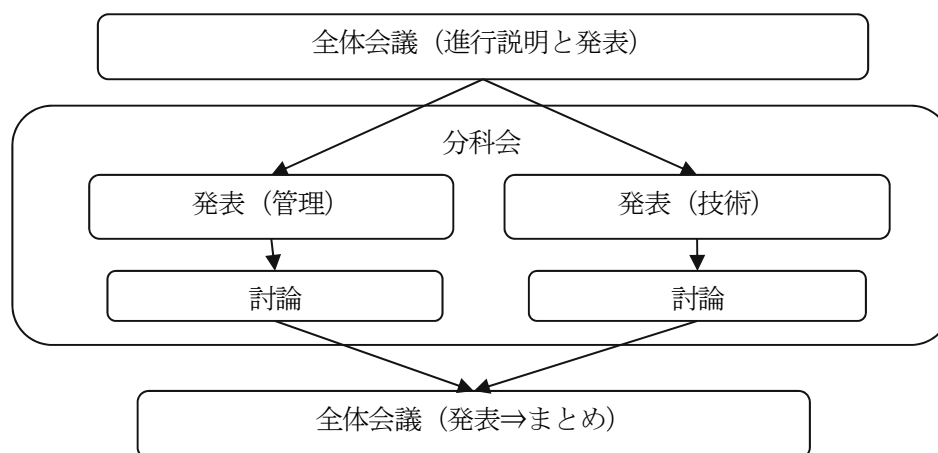 全体会議（進行説明と発表）
分科会
発表（管理）
発表（技術）
討論
討論
全体会議（発表⇒まとめ）